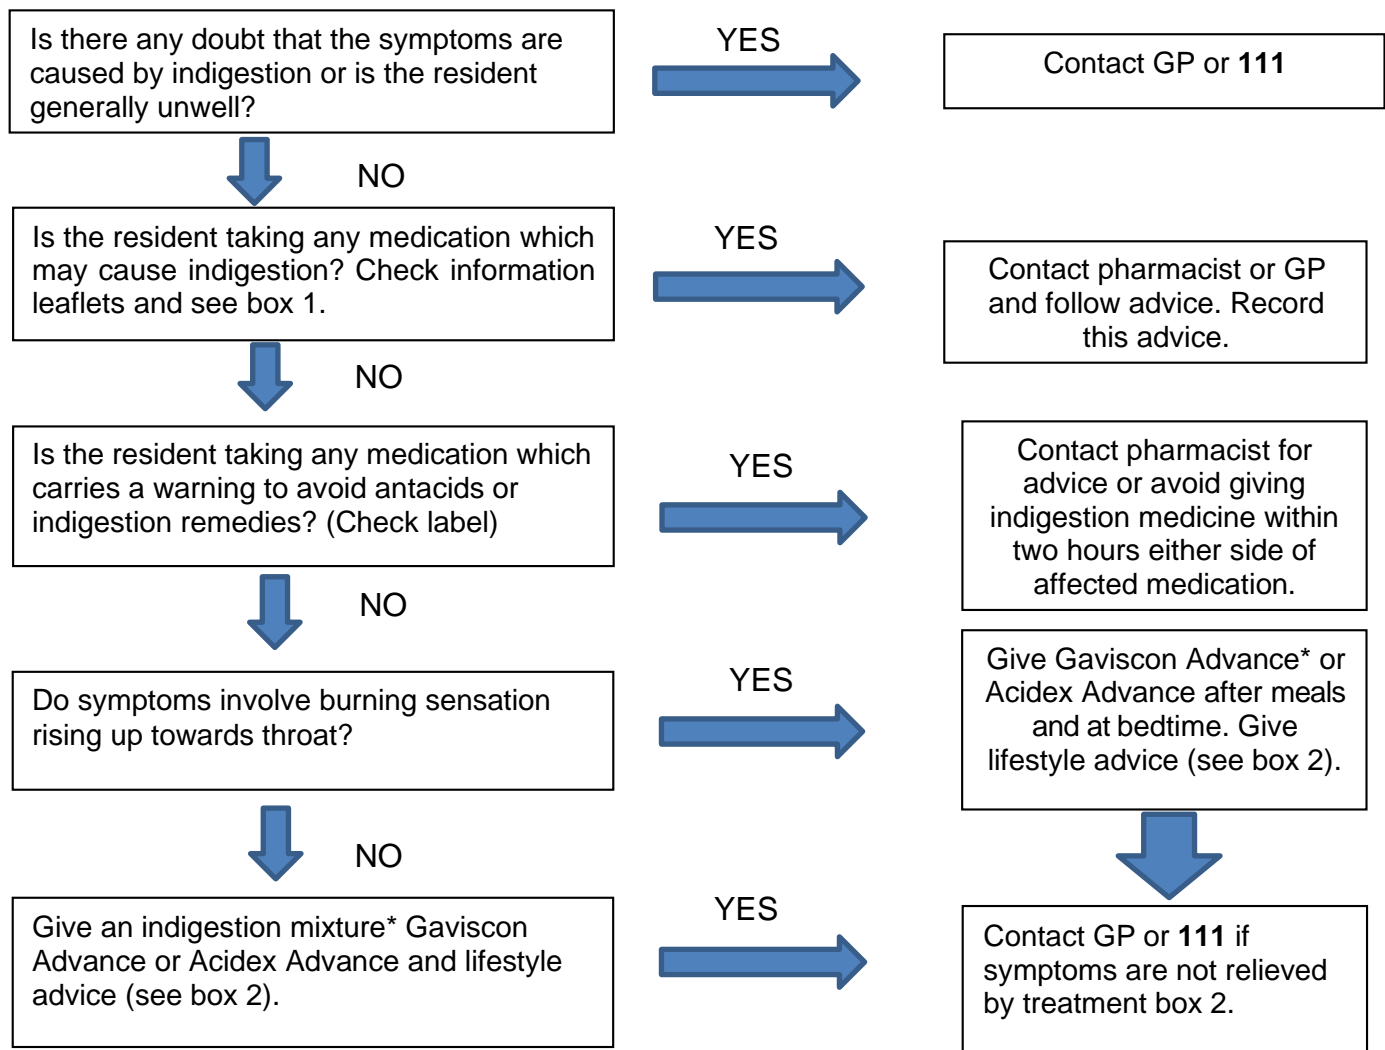 Is there any doubt that the symptoms are
caused by indigestion or is the resident
generally unwell?
YES
Contact GP or 111
NO
Is the resident taking any medication which
may cause indigestion? Check information
leaflets and see box 1.
YES
Contact pharmacist or GP
and follow advice. Record
this advice.
NO
Is the resident taking any medication which
carries a warning to avoid antacids or
indigestion remedies? (Check label)
YES
Contact pharmacist for
advice or avoid giving
indigestion medicine within
two hours either side of
affected medication.
NO
Do symptoms involve burning sensation
rising up towards throat?
YES
Give Gaviscon Advance* or
Acidex Advance after meals
and at bedtime. Give
lifestyle advice (see box 2).
NO
Give an indigestion mixture* Gaviscon
Advance or Acidex Advance and lifestyle
advice (see box 2).
YES
Contact GP or 111 if
symptoms are not relieved
by treatment box 2.